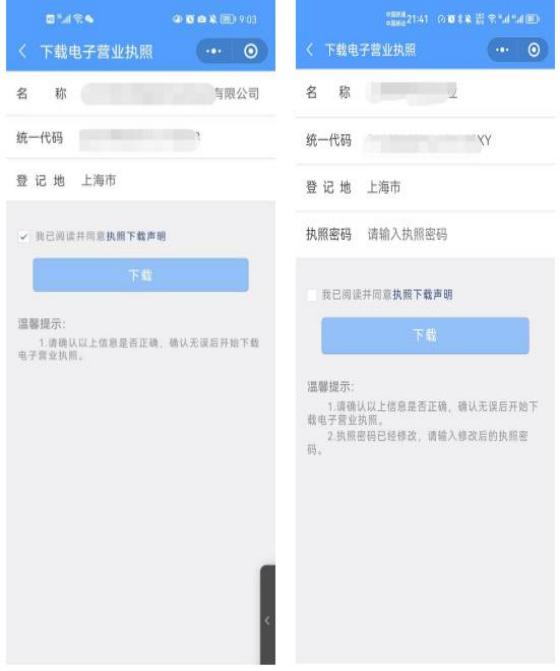 9:03
下载电子营业执照
名 称 有限公司
统一代码
登 记 地 上海市
我已阅读并同意执照下载声明
下载
温馨提示:
1.请确认以上信息是否正确，确认无误后开始下载
电子营业执照。
21:41
下载电子营业执照
名 称
统一代码 XY
登 记 地 上海市
执照密码 请输入执照密码
我已阅读并同意执照下载声明
下载
温馨提示:
1.请确认以上信息是否正确，确认无误后开始下
载电子营业执照。
2.执照密码已经修改，请输入修改后的执照密
码。